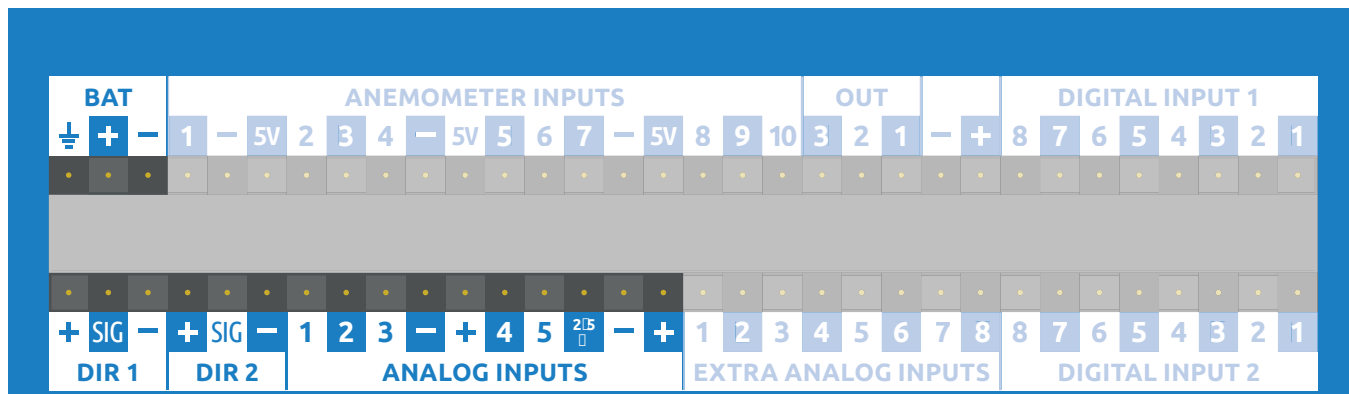 BAT ANEMOMETER INPUTS OUT DIGITAL INPUT 1
+ − 1 − 5V 2 3 4 − 5V 5 6 7 − 5V 8 9 10 3 2 1 − + 8 7 6 5 4 3 2 1
+ SIG − + SIG − 1 2 3 − + 4 5 − + 1 2 3 4 5 6 7 8 8 7 6 5 4 3 2 1
DIR 1 DIR 2 ANALOG INPUTS EXTRA ANALOG INPUTS DIGITAL INPUT 2